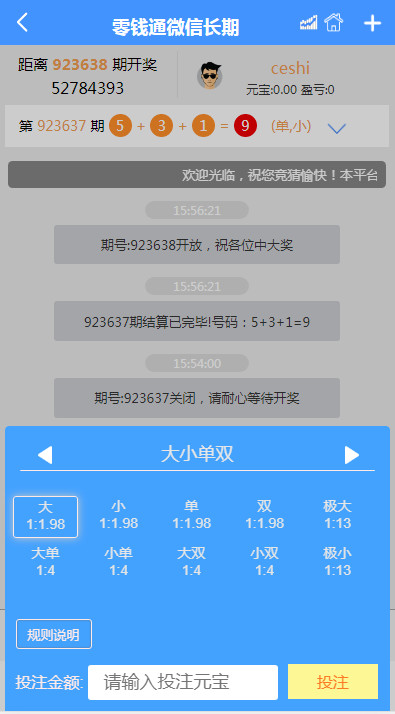 零钱通微信长期
距离 923638 期开奖
52784393
ceshi
元宝:0.00 盈亏:0
第 923637 期 5 + 3 + 1 = 9 (单,小)
欢迎光临，祝您竞猜愉快！本平台
15:56:21
期号:923638开放，祝各位中大奖
15:56:21
923637期结算已完毕!号码：5+3+1=9
15:54:00
期号:923637关闭，请耐心等待开奖
大小单双
大 小 单 双 极大
1:1.98 1:1.98 1:1.98 1:1.98 1:13
大单 小单 大双 小双 极小
1:4 1:4 1:4 1:4 1:13
规则说明
投注金额: 请输入投注元宝 投注